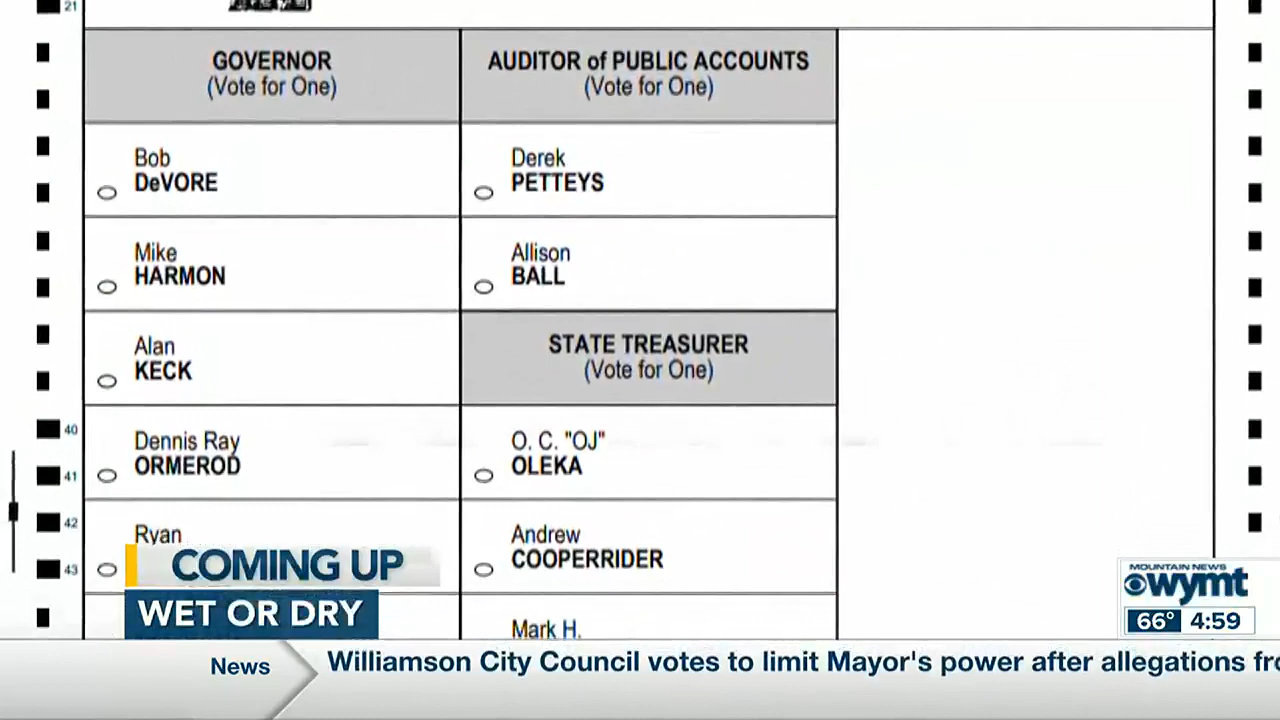 21
GOVERNOR
(Vote for One)
Bob
DeVORE
Mike
HARMON
Alan
KECK
Dennis Ray
ORMEROD
Ryan
AUDITOR of PUBLIC ACCOUNTS
(Vote for One)
Derek
PETTEYS
Allison
BALL
STATE TREASURER
(Vote for One)
O. C. "OJ"
OLEKA
Andrew
COOPERRIDER
Mark H.
40
41
42
43
COMING UP
WET OR DRY
MOUNTAIN NEWS
wymt
66° 4:59
News
Williamson City Council votes to limit Mayor's power after allegations fro